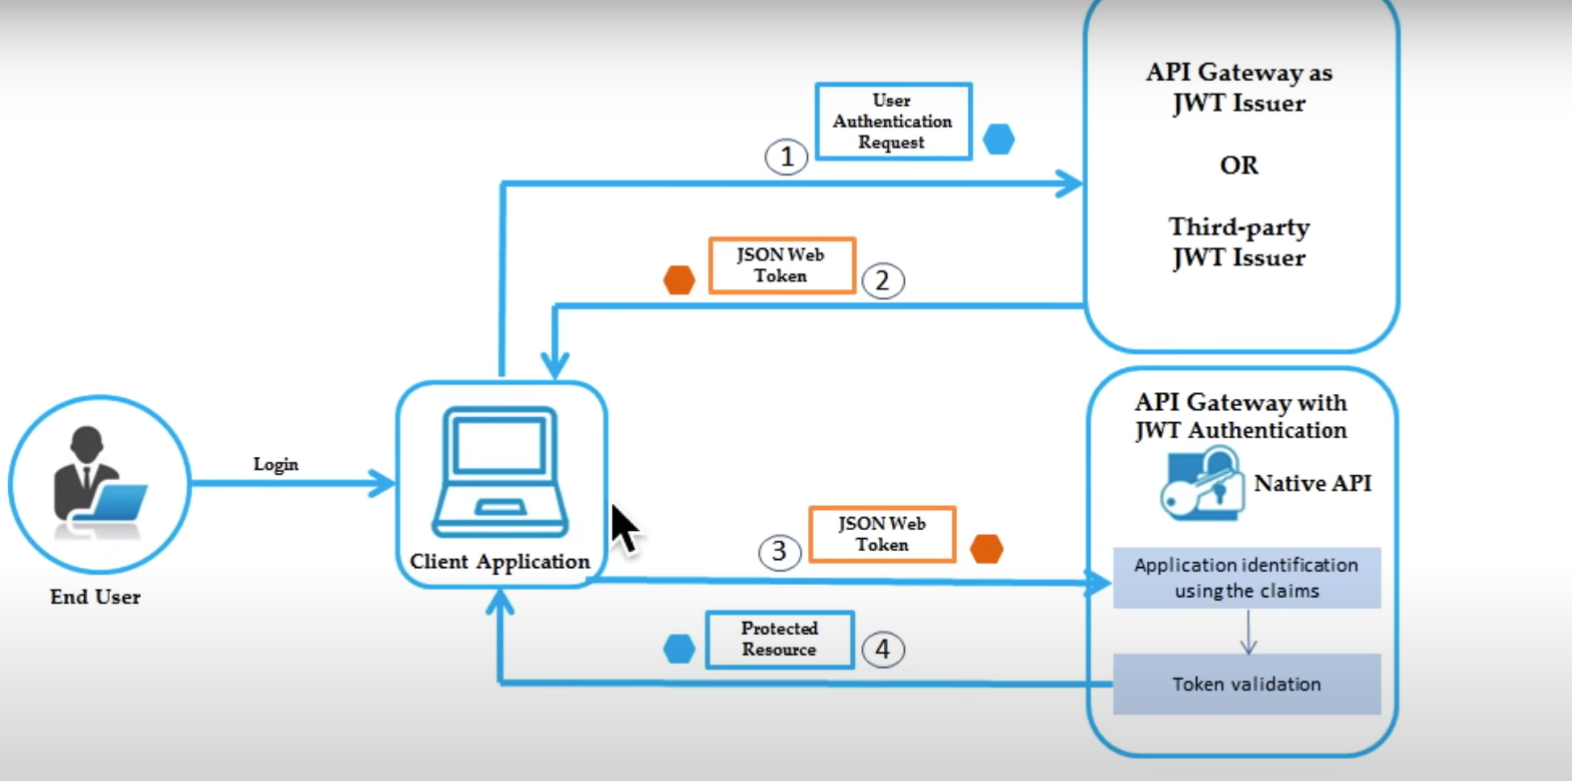 API Gateway as
JWT Issuer
OR
Third-party
JWT Issuer
User
Authentication
Request
1
JSON Web
Token
2
End User
Login
Client Application
JSON Web
Token
3
Protected
Resource
4
API Gateway with
JWT Authentication
Native API
Application identification
using the claims
Token validation